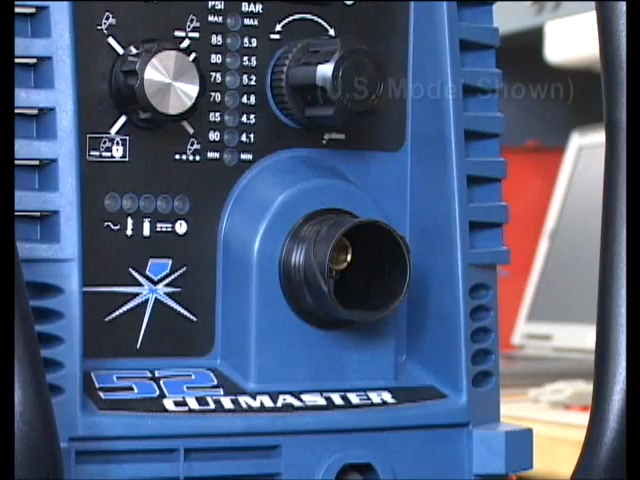 PSI BAR
MAX MAX
85 5.9
80 5.5
75 5.2
70 4.8
65 4.5
60 4.1
MIN MIN
(U.S. Model Shown)
52
CUTMASTER